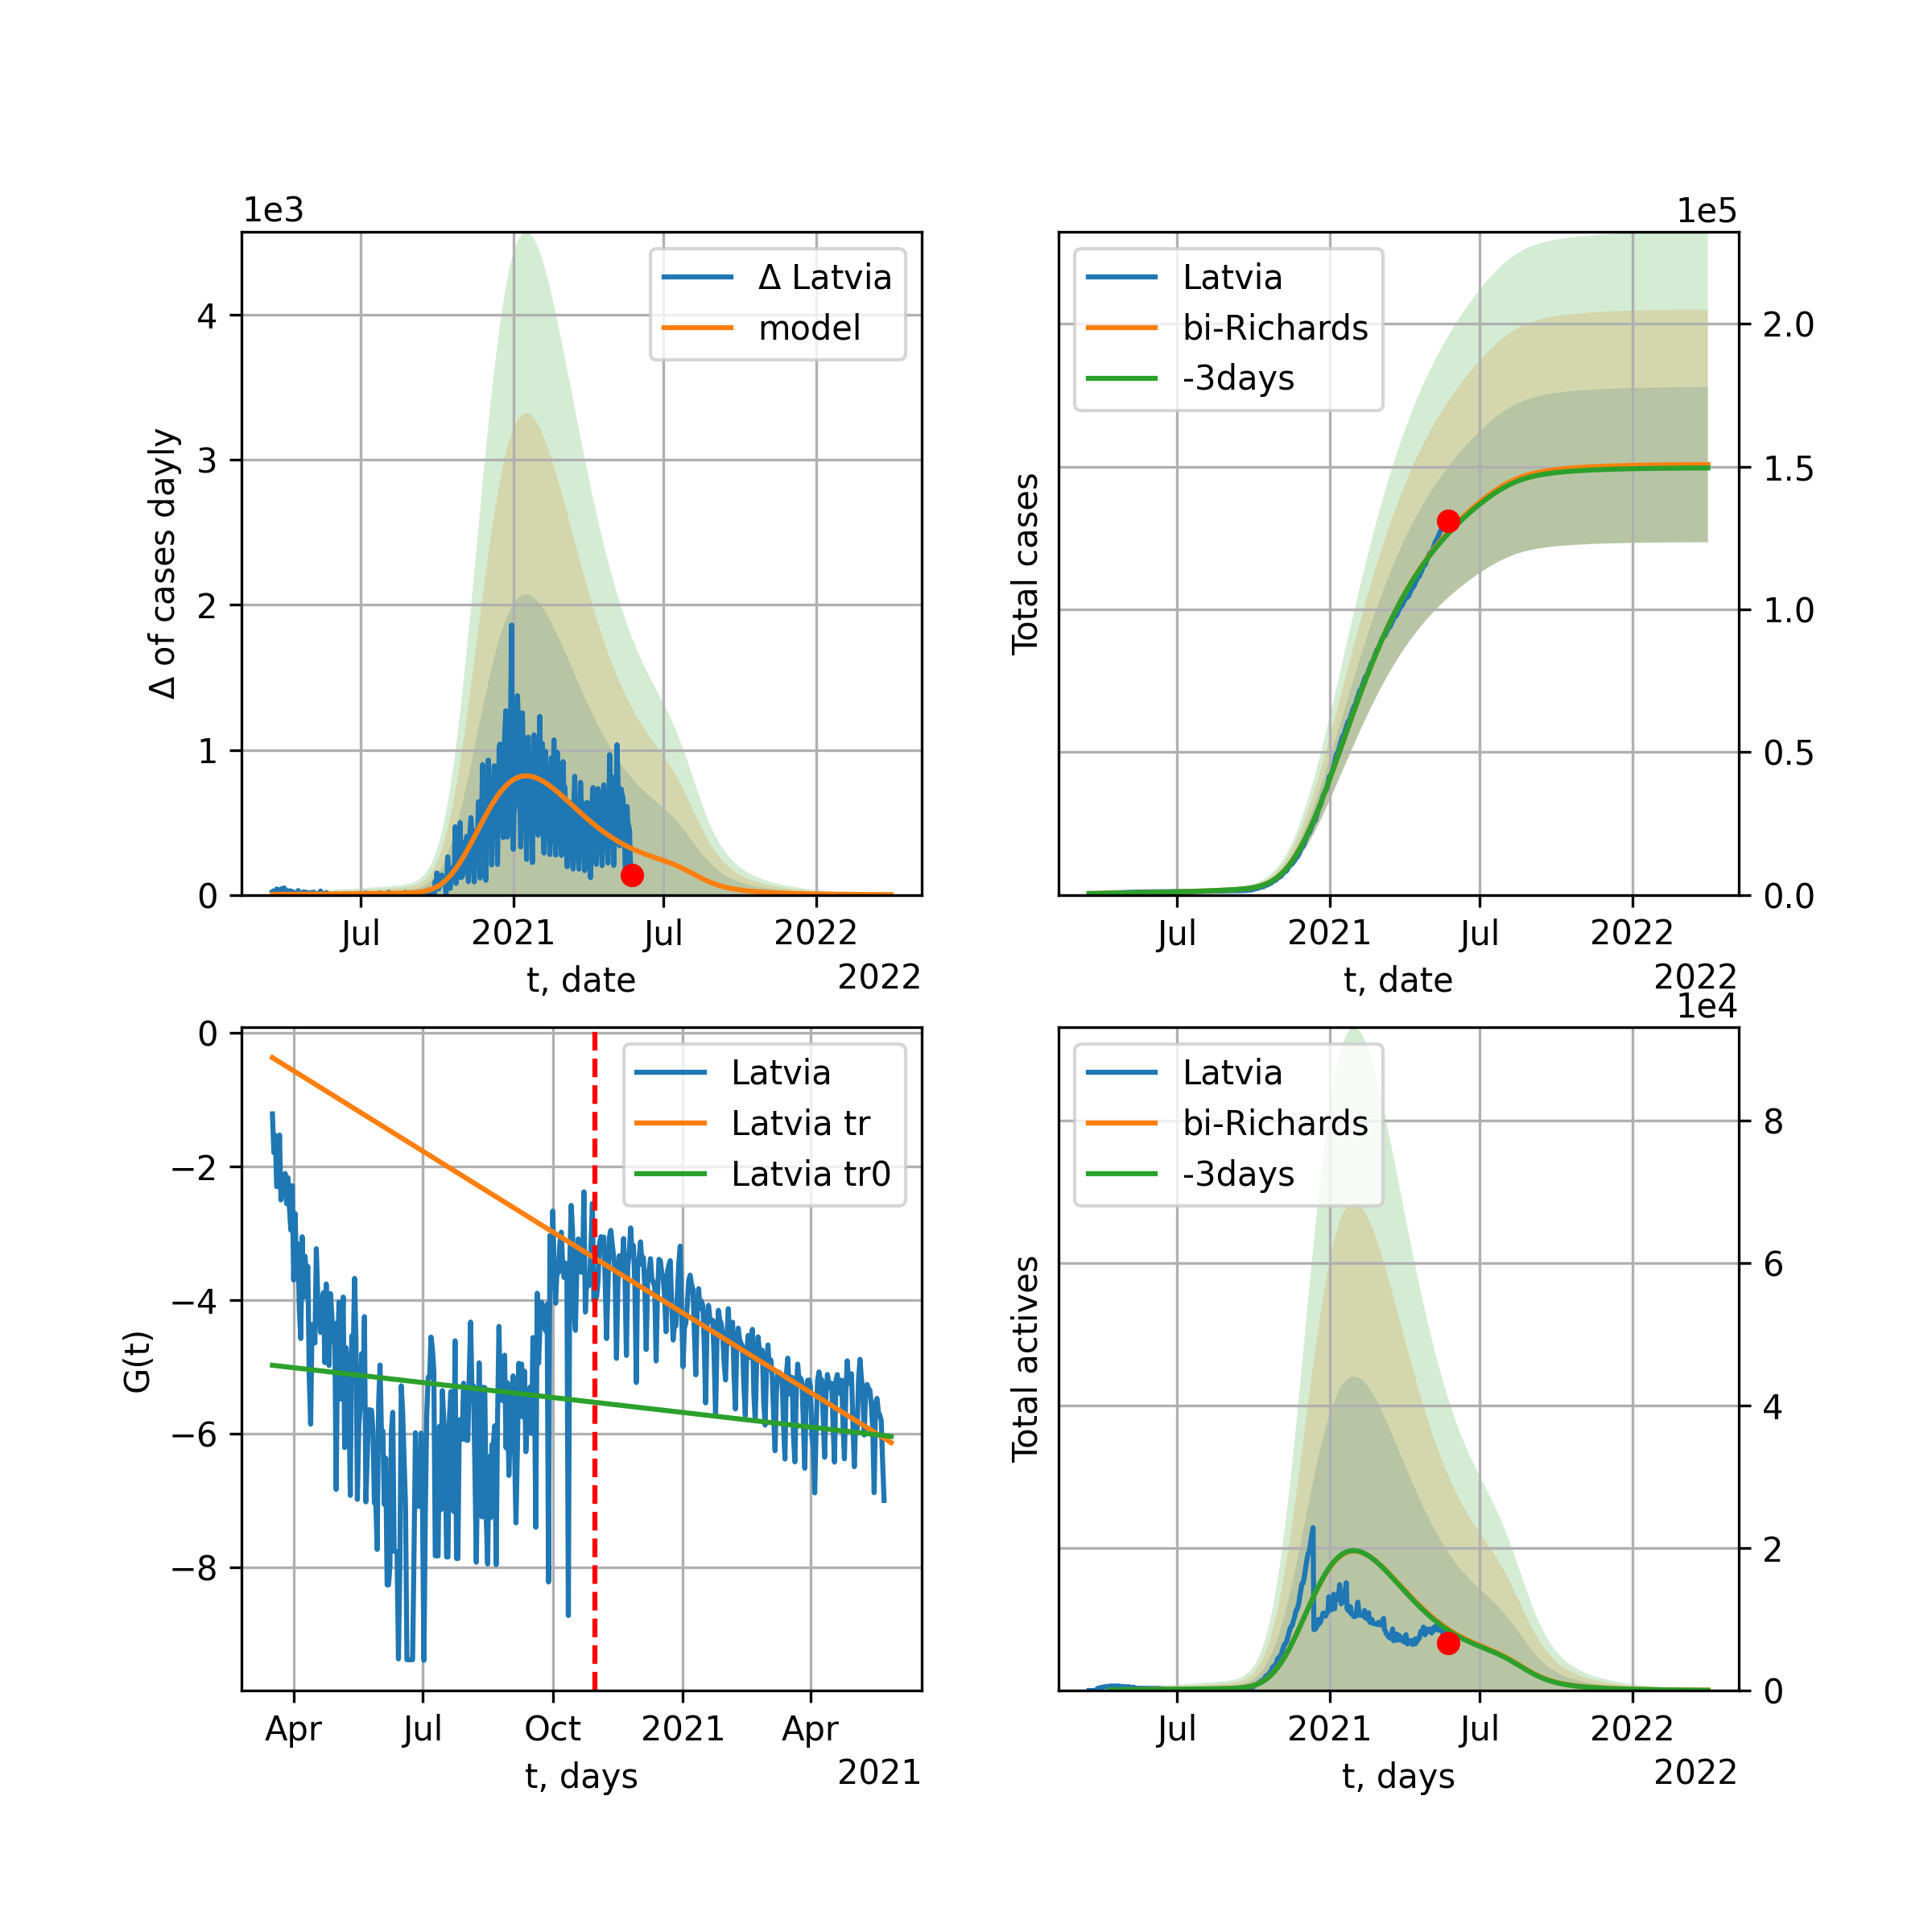 1e3
Δ of cases dayly
4
3
2
1
0
Δ Latvia
model
Jul
2021
Jul
2022
t, date
2022
1e5
Total cases
Latvia
bi-Richards
-3days
2.0
1.5
1.0
0.5
0.0
Jul
2021
Jul
2022
t, date
2022
G(t)
0
−2
−4
−6
−8
Latvia
Latvia tr
Latvia tr0
Apr
Jul
Oct
2021
Apr
t, days
2021
1e4
Total actives
Latvia
bi-Richards
-3days
8
6
4
2
0
Jul
2021
Jul
2022
t, days
2022